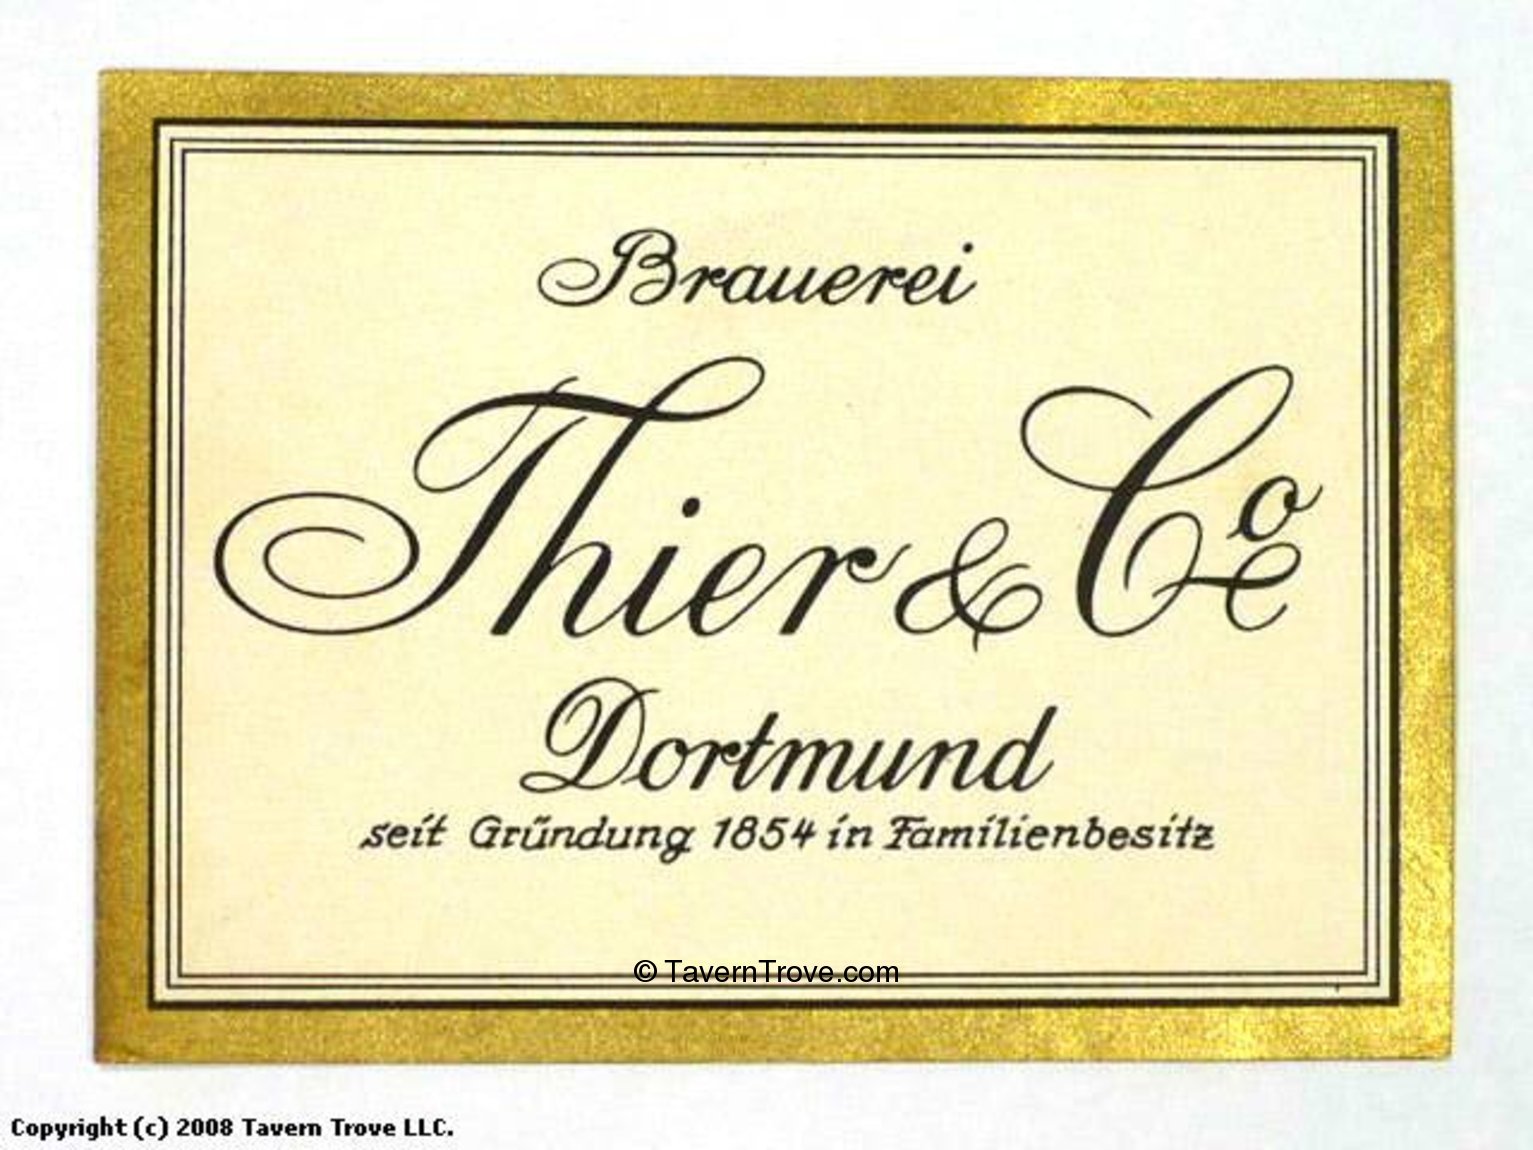 Brauerei
Thier & Co
Dortmund
seit Gründung 1854 in Familienbesitz
© TavernTrove.com
Copyright (c) 2008 Tavern Trove LLC.